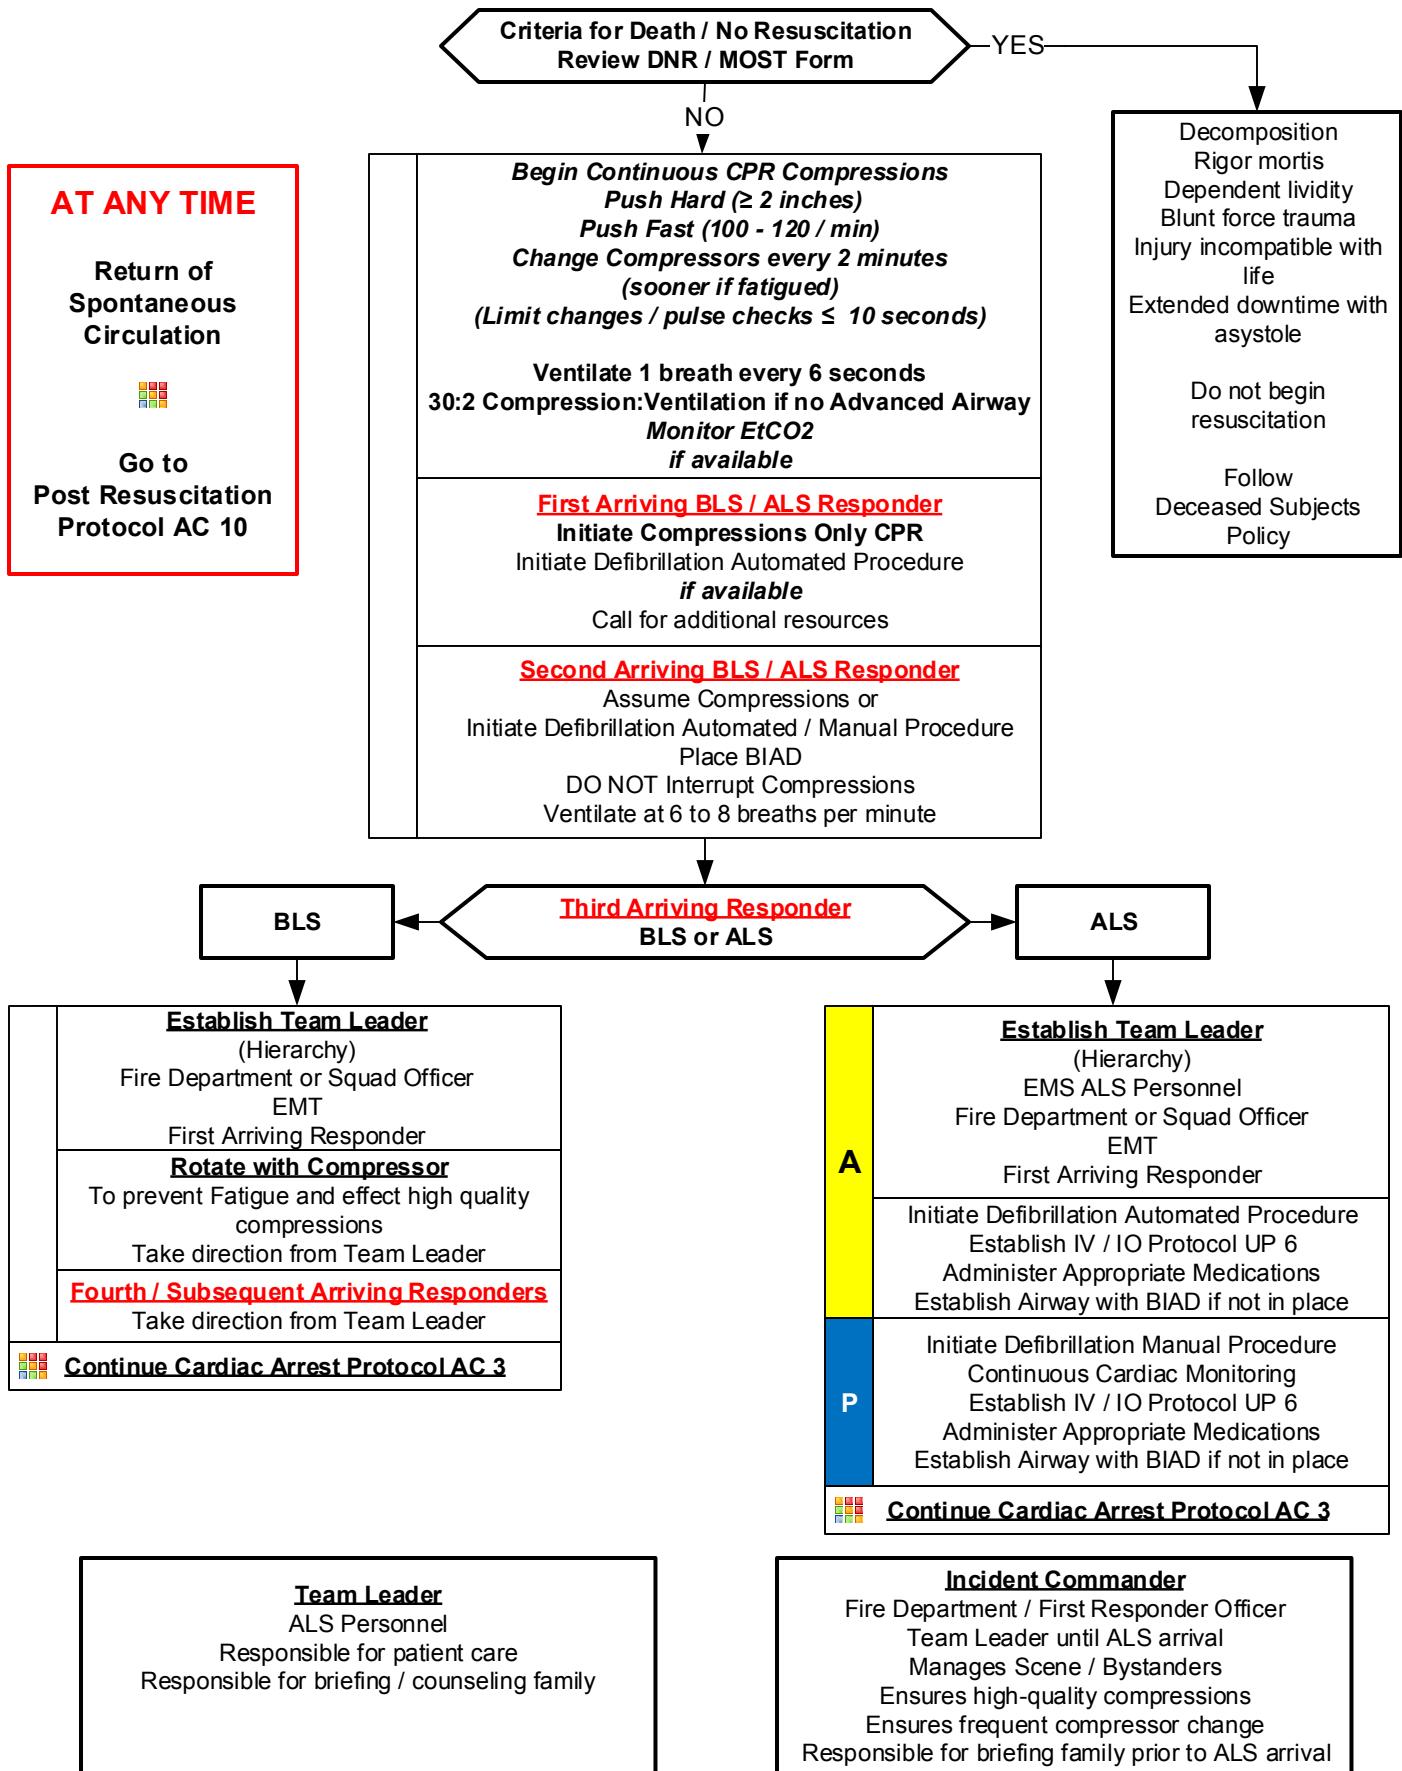 Criteria for Death / No Resuscitation
Review DNR / MOST Form
YES
NO
Decomposition
Rigor mortis
Dependent lividity
Blunt force trauma
Injury incompatible with
life
Extended downtime with
asystole
Do not begin
resuscitation
Follow
Deceased Subjects
Policy
AT ANY TIME
Return of
Spontaneous
Circulation
Go to
Post Resuscitation
Protocol AC 10
Begin Continuous CPR Compressions
Push Hard (≥ 2 inches)
Push Fast (100 - 120 / min)
Change Compressors every 2 minutes
(sooner if fatigued)
(Limit changes / pulse checks ≤ 10 seconds)
Ventilate 1 breath every 6 seconds
30:2 Compression:Ventilation if no Advanced Airway
Monitor EtCO2
if available
First Arriving BLS / ALS Responder
Initiate Compressions Only CPR
Initiate Defibrillation Automated Procedure
if available
Call for additional resources
Second Arriving BLS / ALS Responder
Assume Compressions or
Initiate Defibrillation Automated / Manual Procedure
Place BIAD
DO NOT Interrupt Compressions
Ventilate at 6 to 8 breaths per minute
Third Arriving Responder
BLS or ALS
BLS
ALS
Establish Team Leader
(Hierarchy)
Fire Department or Squad Officer
EMT
First Arriving Responder
Rotate with Compressor
To prevent Fatigue and effect high quality
compressions
Take direction from Team Leader
Fourth / Subsequent Arriving Responders
Take direction from Team Leader
Continue Cardiac Arrest Protocol AC 3
A
Establish Team Leader
(Hierarchy)
EMS ALS Personnel
Fire Department or Squad Officer
EMT
First Arriving Responder
Initiate Defibrillation Automated Procedure
Establish IV / IO Protocol UP 6
Administer Appropriate Medications
Establish Airway with BIAD if not in place
P
Initiate Defibrillation Manual Procedure
Continuous Cardiac Monitoring
Establish IV / IO Protocol UP 6
Administer Appropriate Medications
Establish Airway with BIAD if not in place
Continue Cardiac Arrest Protocol AC 3
Team Leader
ALS Personnel
Responsible for patient care
Responsible for briefing / counseling family
Incident Commander
Fire Department / First Responder Officer
Team Leader until ALS arrival
Manages Scene / Bystanders
Ensures high-quality compressions
Ensures frequent compressor change
Responsible for briefing family prior to ALS arrival